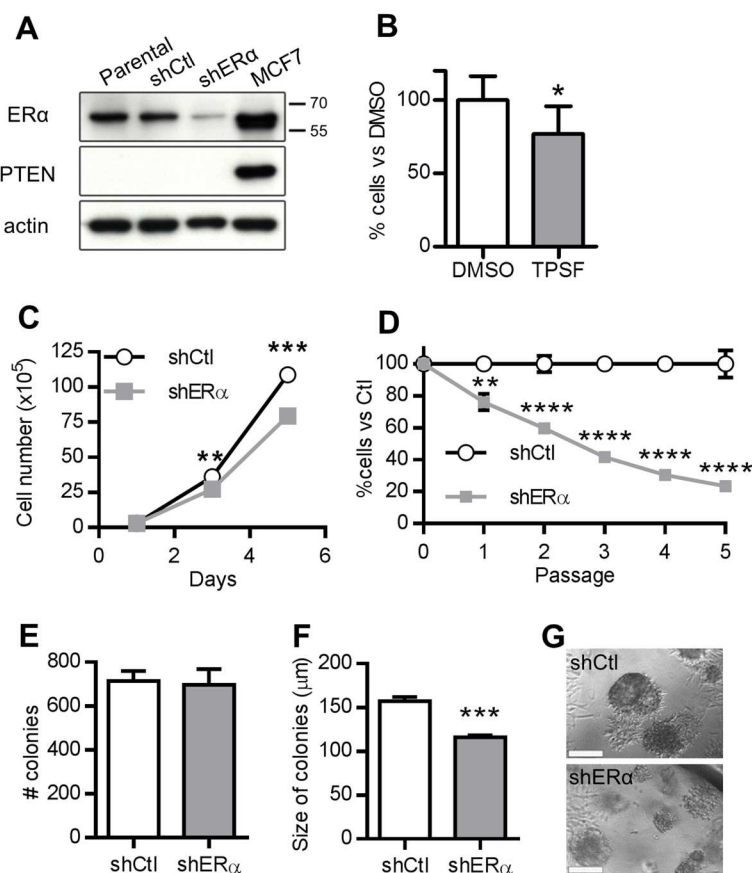 A
Parental
shCtl
shERα
MCF7
ERα
70
55
PTEN
actin
B
% cells vs DMSO
100
50
0
*
DMSO TPSF
C
Cell number (x10⁵)
125
100
75
50
25
0
shCtl
shERα
**
***
0 2 4 6
Days
D
%cells vs Ctl
100
80
60
40
20
0
**
****
****
****
****
shCtl
shERα
0 1 2 3 4 5
Passage
E
# colonies
800
600
400
200
0
shCtl shERα
F
Size of colonies (μm)
200
150
100
50
0
***
shCtl shERα
G
shCtl
shERα